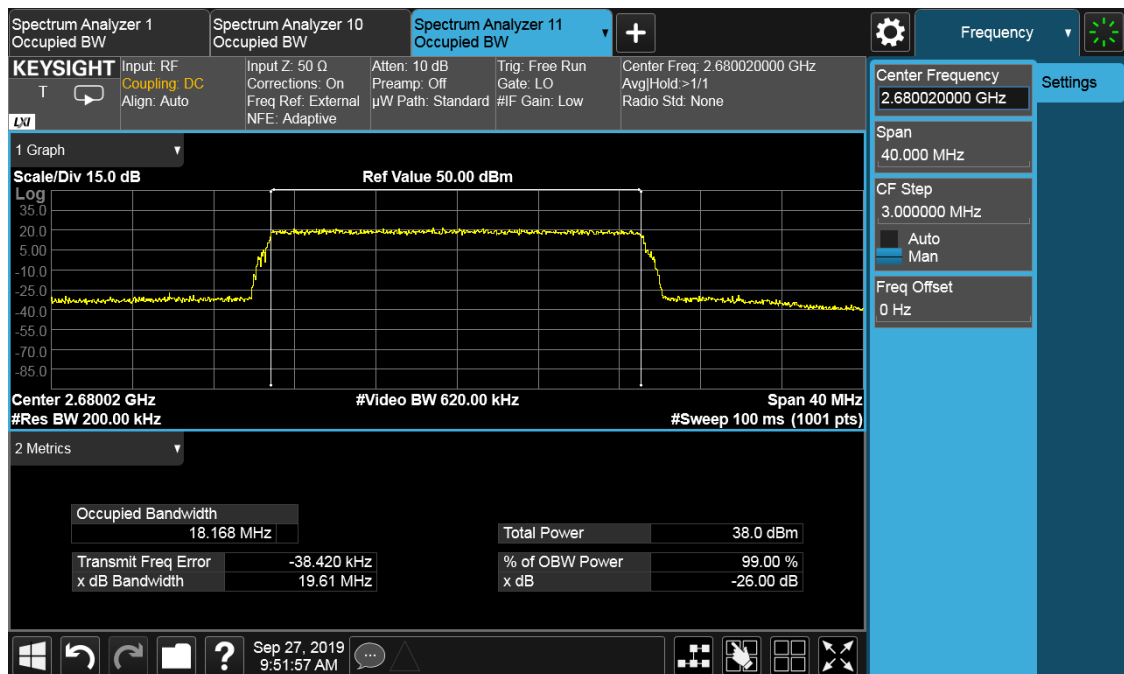 Spectrum Analyzer 1
Occupied BW
Spectrum Analyzer 10
Occupied BW
Spectrum Analyzer 11
Occupied BW
Frequency
KEYSIGHT
T
LXI
Input: RF
Coupling: DC
Align: Auto
Input Z: 50 Ω
Corrections: On
Freq Ref: External
NFE: Adaptive
Atten: 10 dB
Preamp: Off
µW Path: Standard
Trig: Free Run
Gate: LO
#IF Gain: Low
Center Freq: 2.680020000 GHz
Avg|Hold:>1/1
Radio Std: None
Center Frequency
2.680020000 GHz
Settings
Span
40.000 MHz
CF Step
3.000000 MHz
Auto
Man
Freq Offset
0 Hz
1 Graph
Scale/Div 15.0 dB
Ref Value 50.00 dBm
Log
35.0
20.0
5.00
-10.0
-25.0
-40.0
-55.0
-70.0
-85.0
Center 2.68002 GHz
#Video BW 620.00 kHz
Span 40 MHz
#Res BW 200.00 kHz
#Sweep 100 ms (1001 pts)
2 Metrics
Occupied Bandwidth
18.168 MHz
Total Power 38.0 dBm
Transmit Freq Error -38.420 kHz
% of OBW Power 99.00 %
x dB Bandwidth 19.61 MHz
x dB -26.00 dB
?
Sep 27, 2019
9:51:57 AM